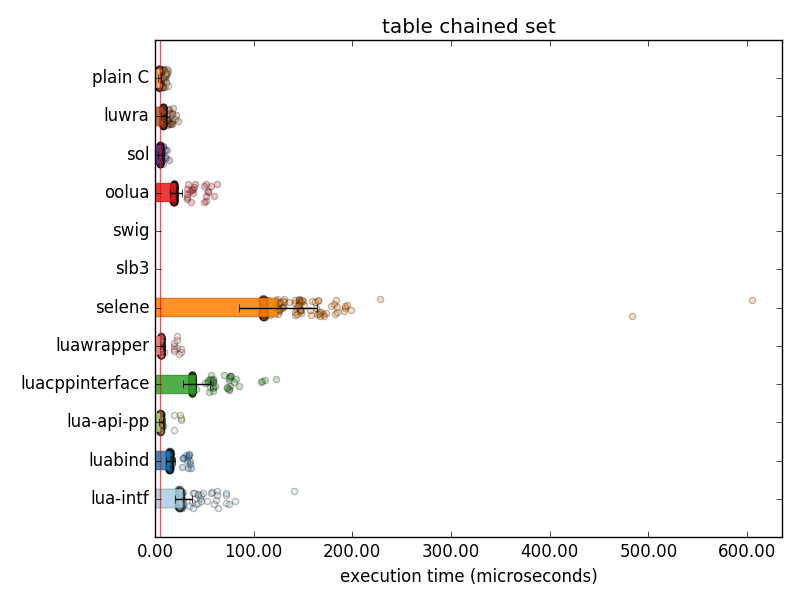 table chained set
plain C
luwra
sol
oolua
swig
slb3
selene
luawrapper
luacppinterface
lua-api-pp
luabind
lua-intf
0.00 100.00 200.00 300.00 400.00 500.00 600.00
execution time (microseconds)